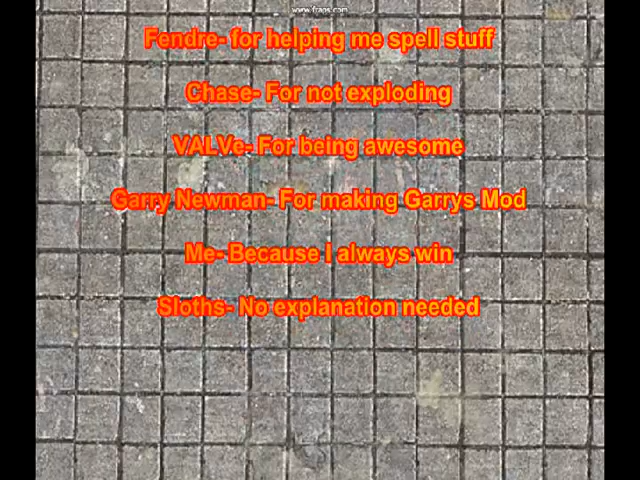 www.fraps.com
Fendre- for helping me spell stuff
Chase- For not exploding
VALVe- For being awesome
Garry Newman- For making Garrys Mod
Me- Because I always win
Sloths- No explanation needed